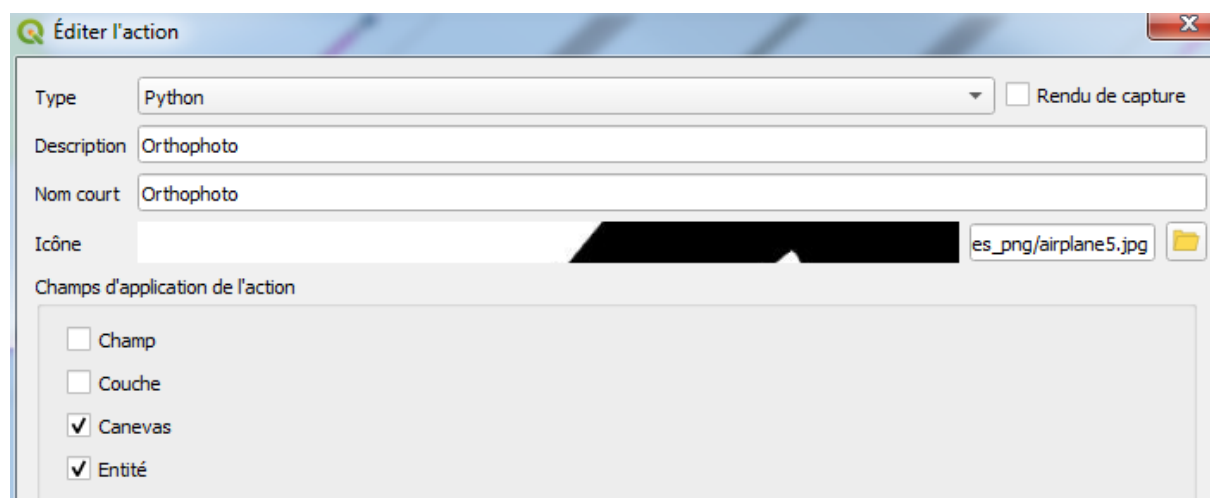 Éditer l'action
Type Python Rendu de capture
Description Orthophoto
Nom court Orthophoto
Icône es_png/airplane5.jpg
Champs d'application de l'action
Champ
Couche
Canevas
Entité